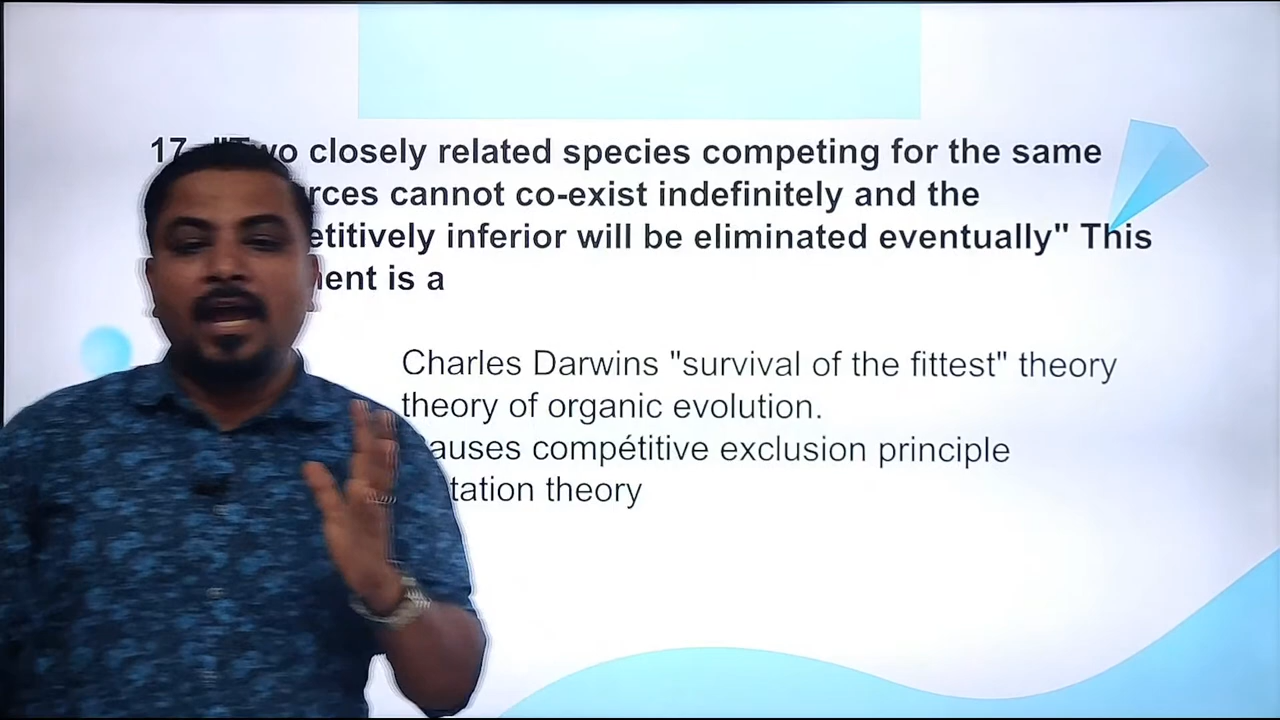 17. "Two closely related species competing for the same
rces cannot co-exist indefinitely and the
etitively inferior will be eliminated eventually" This
ent is a
Charles Darwins "survival of the fittest" theory
theory of organic evolution.
auses compétitive exclusion principle
tation theory